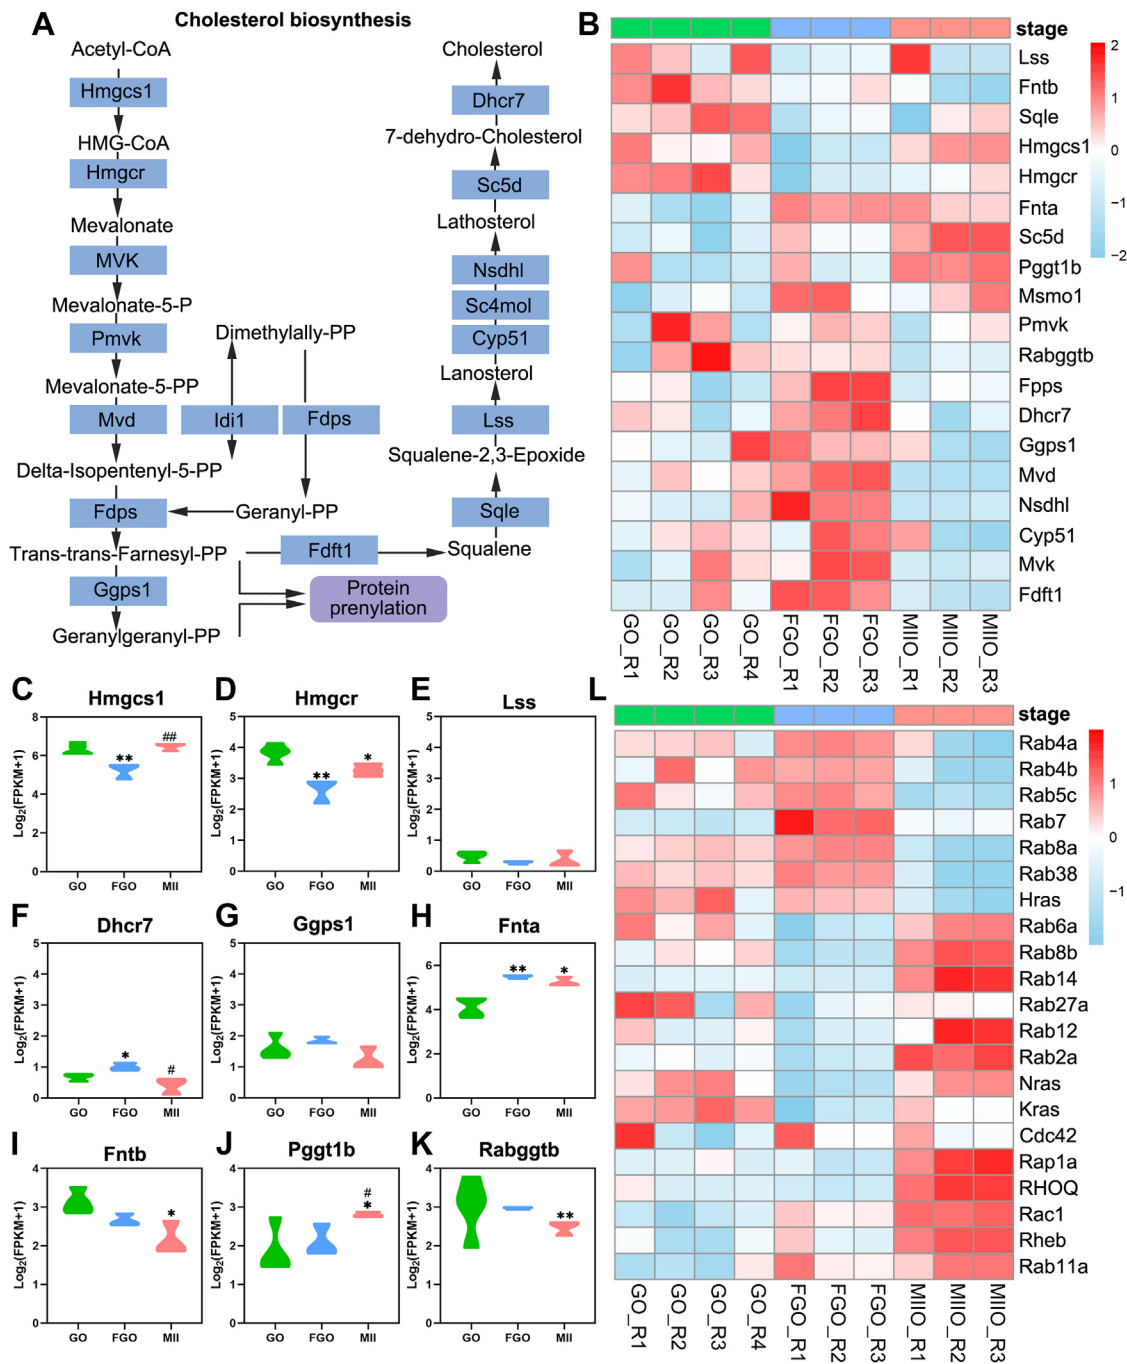 A
Cholesterol biosynthesis
Acetyl-CoA
Hmgcs1
HMG-CoA
Hmgcr
Mevalonate
MVK
Mevalonate-5-P
Pmvk
Mevalonate-5-PP
Mvd
Delta-Isopentenyl-5-PP
Fdps
Trans-trans-Farnesyl-PP
Ggps1
Geranylgeranyl-PP
Dimethylally-PP
Idi1
Fdps
Geranyl-PP
Fdft1
Protein
prenylation
Cholesterol
Dhcr7
7-dehydro-Cholesterol
Sc5d
Lathosterol
Nsdhl
Sc4mol
Cyp51
Lanosterol
Lss
Squalene-2,3-Epoxide
Sqle
Squalene
B
stage
Lss
Fntb
Sqle
Hmgcs1
Hmgcr
Fnta
Sc5d
Pggt1b
Msmo1
Pmvk
Rabggtb
Fpps
Dhcr7
Ggps1
Mvd
Nsdhl
Cyp51
Mvk
Fdft1
2
1
0
−1
−2
GO_R1
GO_R2
GO_R3
GO_R4
FGO_R1
FGO_R2
FGO_R3
MIIO_R1
MIIO_R2
MIIO_R3
C
Hmgcs1
Log2(FPKM+1)
8
6
4
2
0
**
##
GO FGO MII
D
Hmgcr
Log2(FPKM+1)
5
4
3
2
1
0
**
*
GO FGO MII
E
Lss
Log2(FPKM+1)
5
4
3
2
1
0
GO FGO MII
F
Dhcr7
Log2(FPKM+1)
5
4
3
2
1
0
*
#
GO FGO MII
G
Ggps1
Log2(FPKM+1)
5
4
3
2
1
0
GO FGO MII
H
Fnta
Log2(FPKM+1)
6
4
2
0
**
*
GO FGO MII
I
Fntb
Log2(FPKM+1)
4
3
2
1
0
*
GO FGO MII
J
Pggt1b
Log2(FPKM+1)
4
3
2
1
0
#
*
GO FGO MII
K
Rabggtb
Log2(FPKM+1)
4
3
2
1
0
**
GO FGO MII
L
stage
Rab4a
Rab4b
Rab5c
Rab7
Rab8a
Rab38
Hras
Rab6a
Rab8b
Rab14
Rab27a
Rab12
Rab2a
Nras
Kras
Cdc42
Rap1a
RHOQ
Rac1
Rheb
Rab11a
1
0
−1
GO_R1
GO_R2
GO_R3
GO_R4
FGO_R1
FGO_R2
FGO_R3
MIIO_R1
MIIO_R2
MIIO_R3